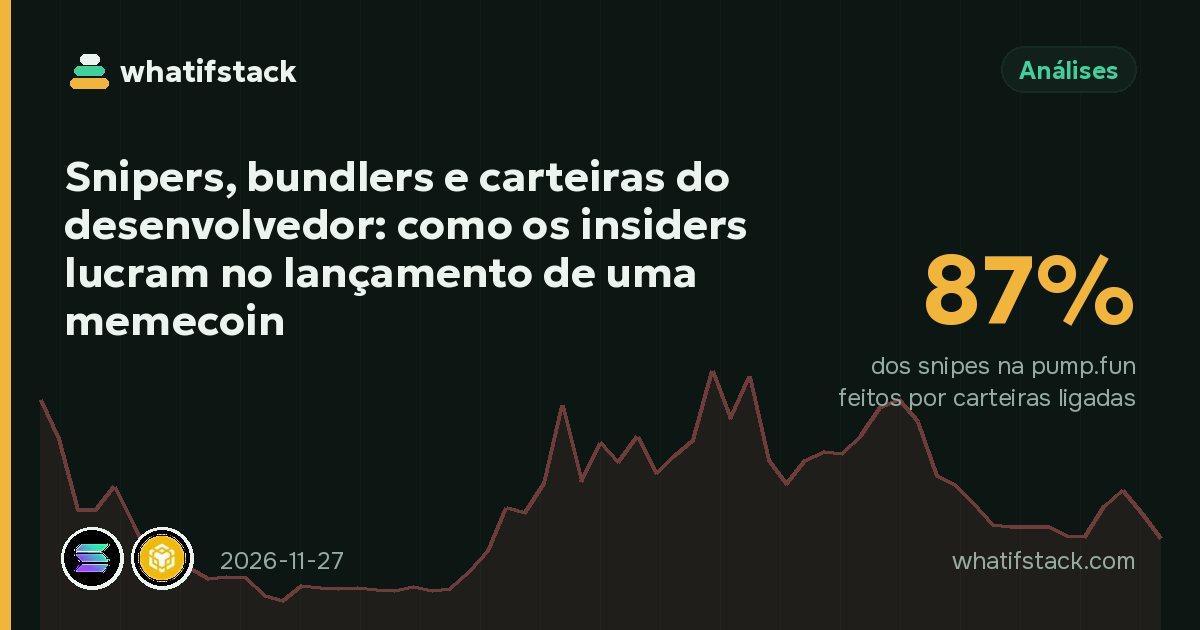 whatifstack
Análises
Snipers, bundlers e carteiras do
desenvolvedor: como os insiders
lucram no lançamento de uma
memecoin
87%
dos snipes na pump.fun
feitos por carteiras ligadas
2026-11-27
whatifstack.com